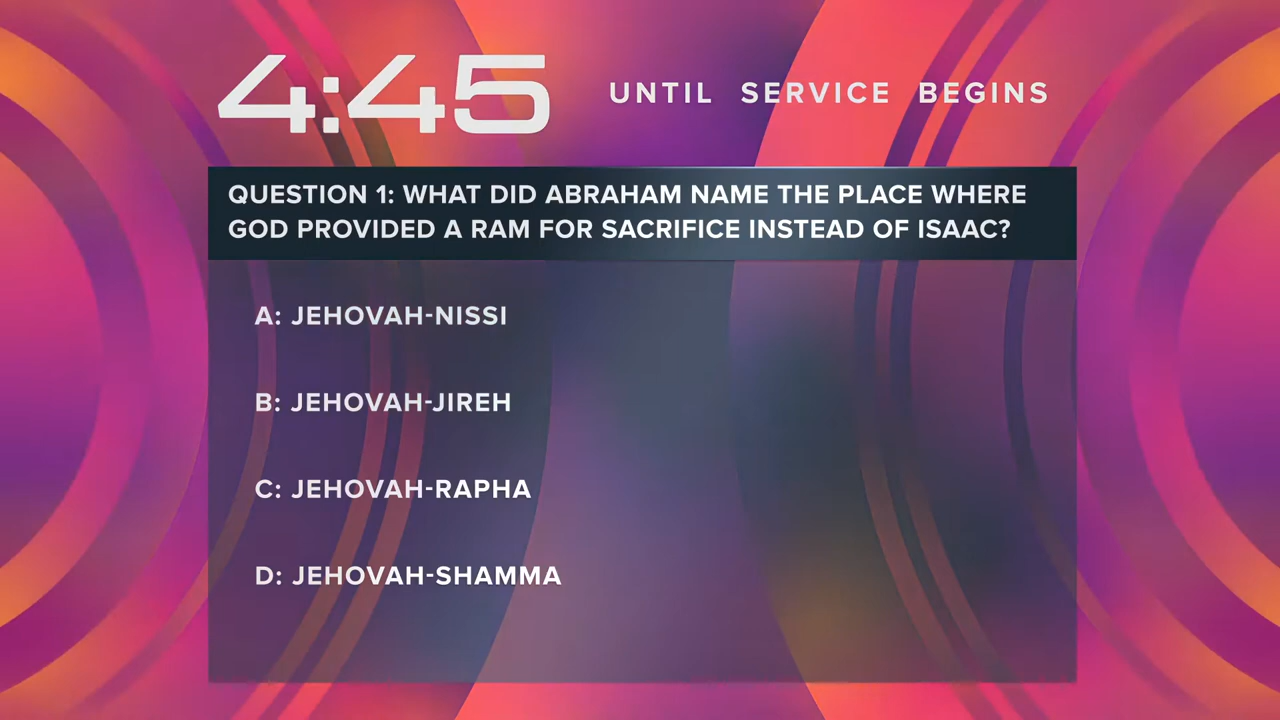 4:45 UNTIL SERVICE BEGINS
QUESTION 1: WHAT DID ABRAHAM NAME THE PLACE WHERE
GOD PROVIDED A RAM FOR SACRIFICE INSTEAD OF ISAAC?
A: JEHOVAH-NISSI
B: JEHOVAH-JIREH
C: JEHOVAH-RAPHA
D: JEHOVAH-SHAMMA